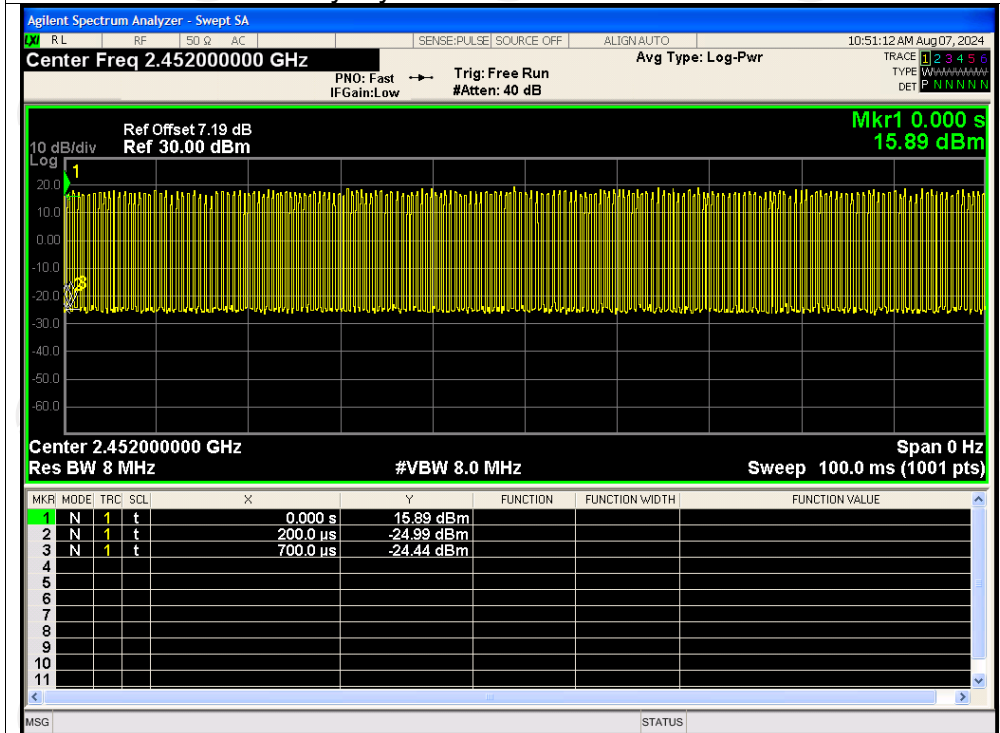 Agilent Spectrum Analyzer - Swept SA
LXI RL RF 50 Ω AC SENSE:PULSE SOURCE OFF ALIGN AUTO 10:51:12 AM Aug 07, 2024
Center Freq 2.452000000 GHz
PNO: Fast
IFGain:Low
Trig: Free Run
#Atten: 40 dB
Avg Type: Log-Pwr
TRACE 1 2 3 4 5 6
TYPE WWWWWW
DET P N N N N N
Ref Offset 7.19 dB
10 dB/div Ref 30.00 dBm
Log
Mkr1 0.000 s
15.89 dBm
1
20.0
10.0
0.00
-10.0
3
-20.0
-30.0
-40.0
-50.0
-60.0
Center 2.452000000 GHz Span 0 Hz
Res BW 8 MHz #VBW 8.0 MHz Sweep 100.0 ms (1001 pts)
MKR MODE TRC SCL X Y FUNCTION FUNCTION WIDTH FUNCTION VALUE
1 N 1 t 0.000 s 15.89 dBm
2 N 1 t 200.0 µs -24.99 dBm
3 N 1 t 700.0 µs -24.44 dBm
4
5
6
7
8
9
10
11
MSG STATUS